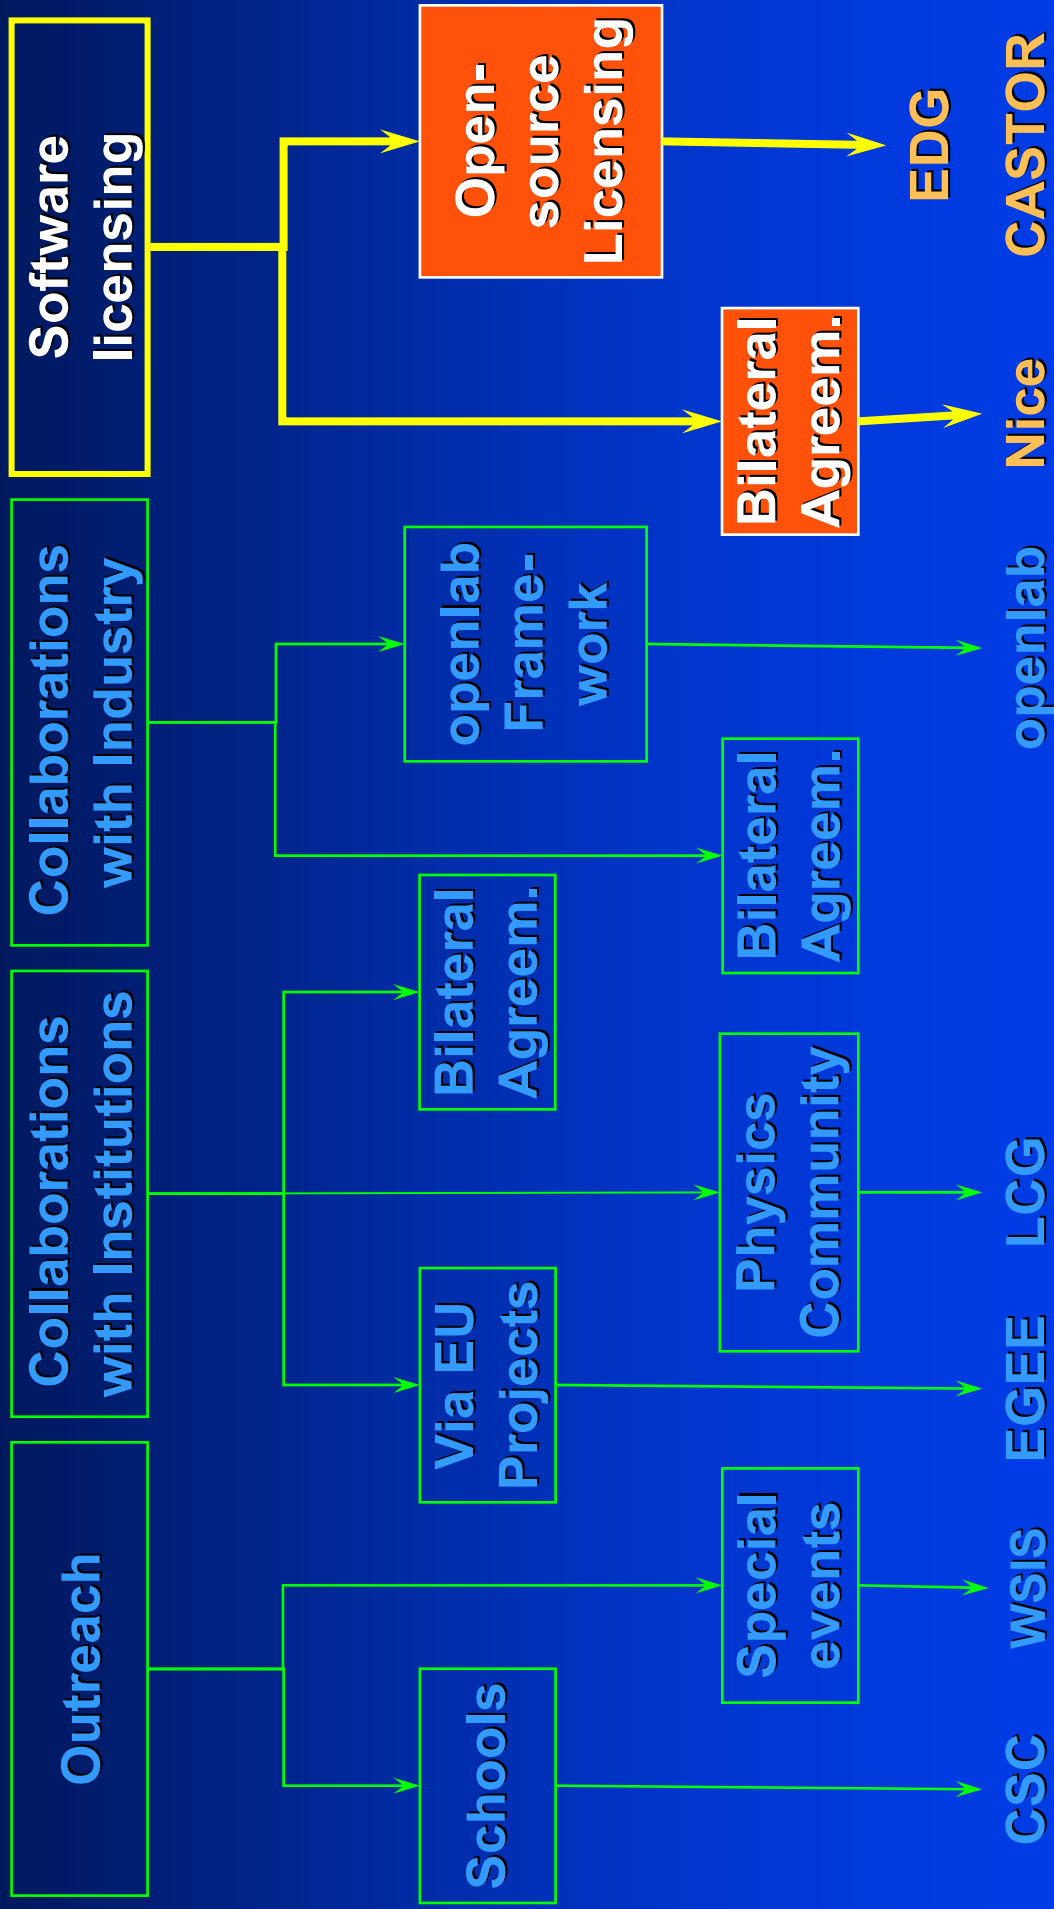 Outreach
Collaborations
with Institutions
Collaborations
with Industry
Software
licensing
Schools
Via EU
Projects
Bilateral
Agreem.
openlab
Frame-
work
Open-
source
Licensing
Special
events
Physics
Community
Bilateral
Agreem.
Bilateral
Agreem.
EDG
CSC
WSIS
EGEE
LCG
openlab
Nice
CASTOR